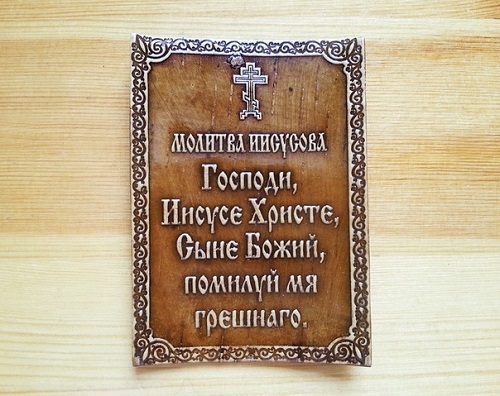 МОЛИТВА ИИСУСОВА
Господи,
Иисусе Христе,
Сыне Божий,
помилуй мя
грешнаго.